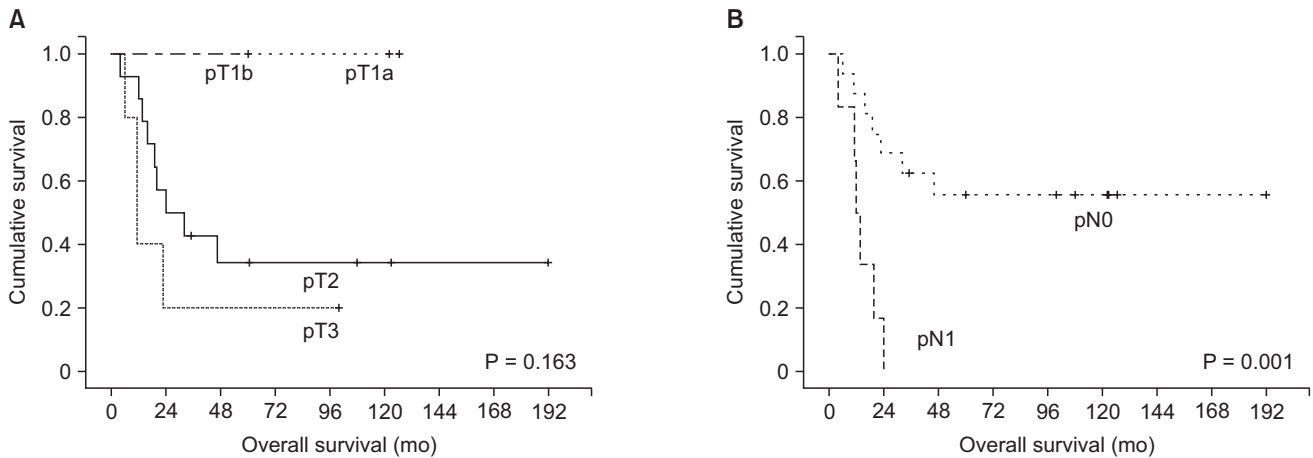 A
Cumulative survival
1.0
0.8
0.6
0.4
0.2
0
pT1b
pT1a
pT2
pT3
P = 0.163
0 24 48 72 96 120 144 168 192
Overall survival (mo)
B
Cumulative survival
1.0
0.8
0.6
0.4
0.2
0
pN0
pN1
P = 0.001
0 24 48 72 96 120 144 168 192
Overall survival (mo)